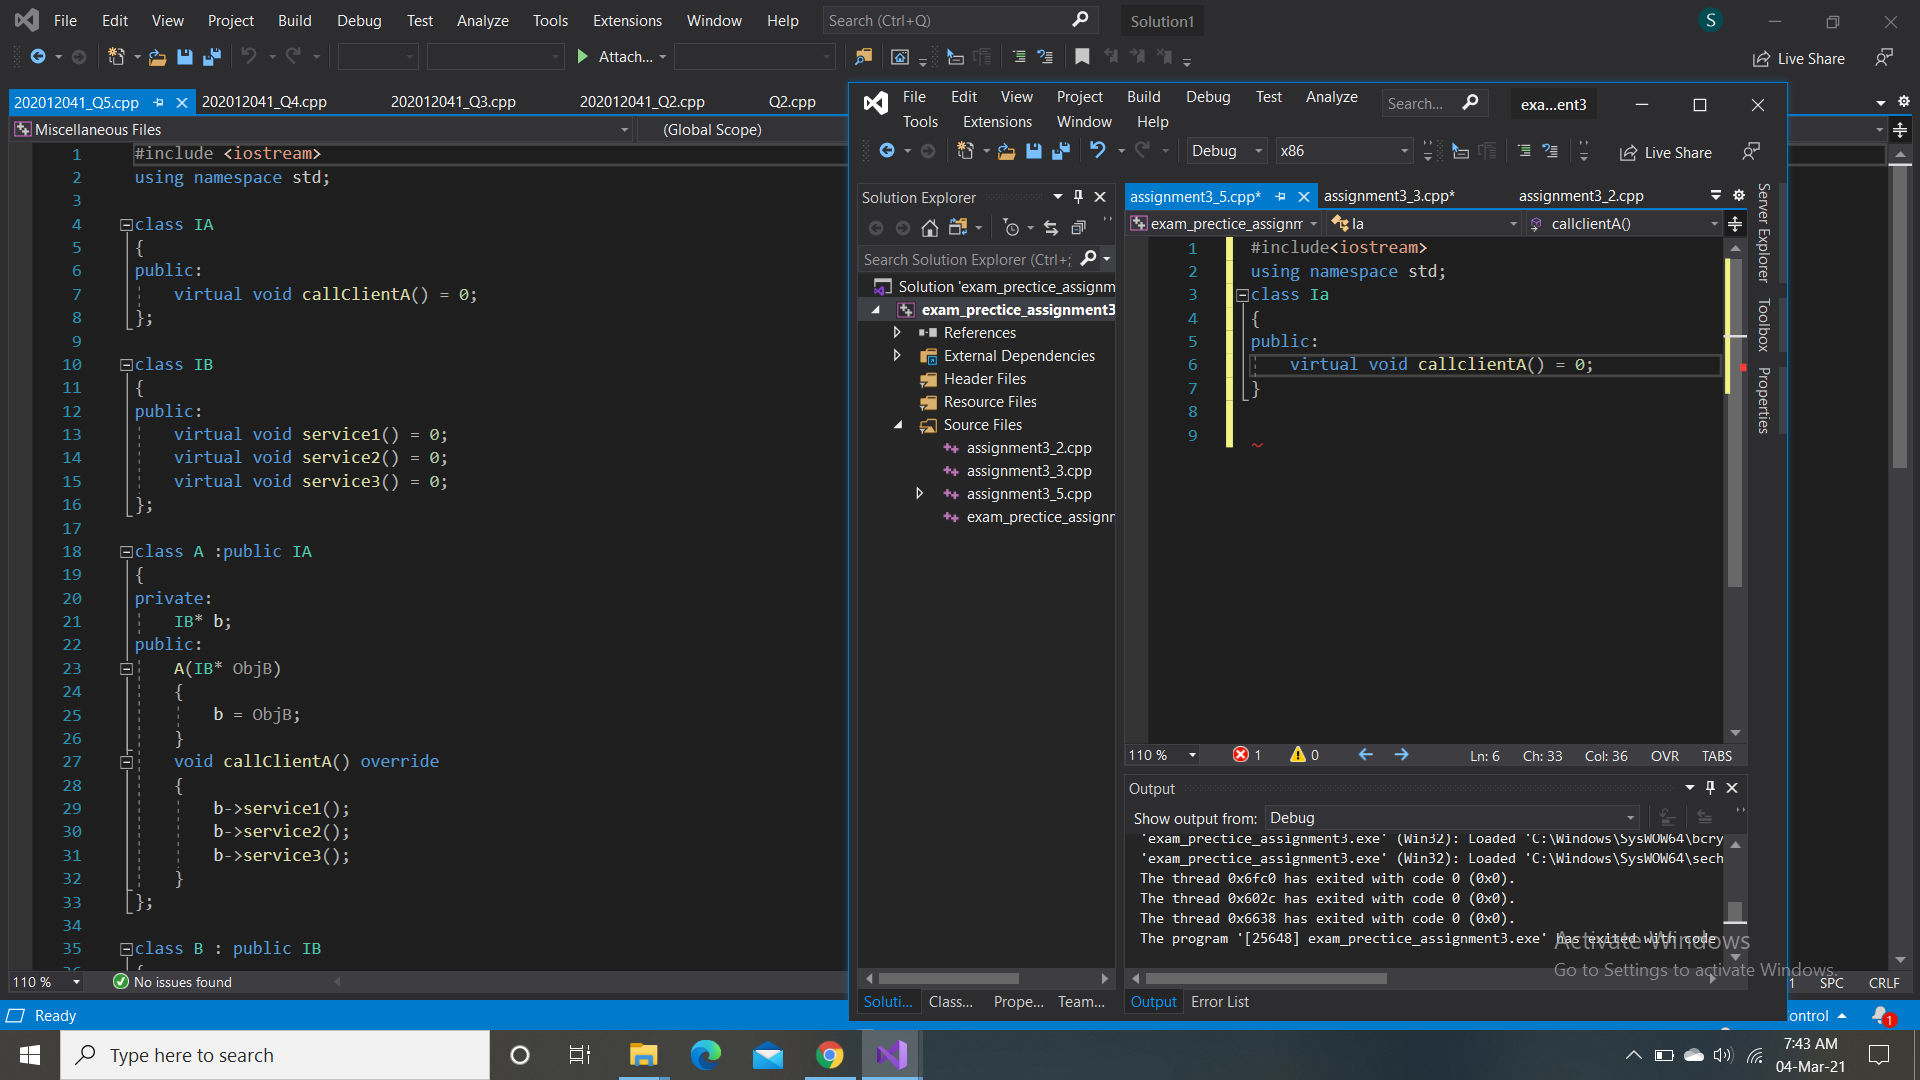 File Edit View Project Build Debug Test Analyze Tools Extensions Window Help Search (Ctrl+Q) Solution1 S
Attach... Live Share
202012041_Q5.cpp 202012041_Q4.cpp 202012041_Q3.cpp 202012041_Q2.cpp Q2.cpp
Miscellaneous Files (Global Scope)
1 #include <iostream>
2 using namespace std;
3
4 class IA
5 {
6 public:
7 virtual void callClientA() = 0;
8 };
9
10 class IB
11 {
12 public:
13 virtual void service1() = 0;
14 virtual void service2() = 0;
15 virtual void service3() = 0;
16 };
17
18 class A :public IA
19 {
20 private:
21 IB* b;
22 public:
23 A(IB* ObjB)
24 {
25 b = ObjB;
26 }
27 void callClientA() override
28 {
29 b->service1();
30 b->service2();
31 b->service3();
32 }
33 };
34
35 class B : public IB
110 % No issues found
Ready
File Edit View Project Build Debug Test Analyze Search... exa...ent3
Tools Extensions Window Help
Debug x86 Live Share
Solution Explorer
Search Solution Explorer (Ctrl+;
Solution 'exam_prectice_assignm
exam_prectice_assignment3
References
External Dependencies
Header Files
Resource Files
Source Files
assignment3_2.cpp
assignment3_3.cpp
assignment3_5.cpp
exam_prectice_assignm
Soluti... Class... Prope... Team...
assignment3_5.cpp* assignment3_3.cpp* assignment3_2.cpp
exam_prectice_assignm Ia callclientA()
1 #include<iostream>
2 using namespace std;
3 class Ia
4 {
5 public:
6 virtual void callclientA() = 0;
7 }
8
9
110 % 1 0 Ln: 6 Ch: 33 Col: 36 OVR TABS
Output
Show output from: Debug
'exam_prectice_assignment3.exe' (Win32): Loaded 'C:\Windows\SysWOW64\bcry
'exam_prectice_assignment3.exe' (Win32): Loaded 'C:\Windows\SysWOW64\sech
The thread 0x6fc0 has exited with code 0 (0x0).
The thread 0x602c has exited with code 0 (0x0).
The thread 0x6638 has exited with code 0 (0x0).
The program '[25648] exam_prectice_assignment3.exe' has exited with code
Output Error List
Server Explorer
Toolbox
Properties
Activate Windows
Go to Settings to activate Windows.
1 SPC CRLF
ontrol 1
Type here to search
7:43 AM
04-Mar-21